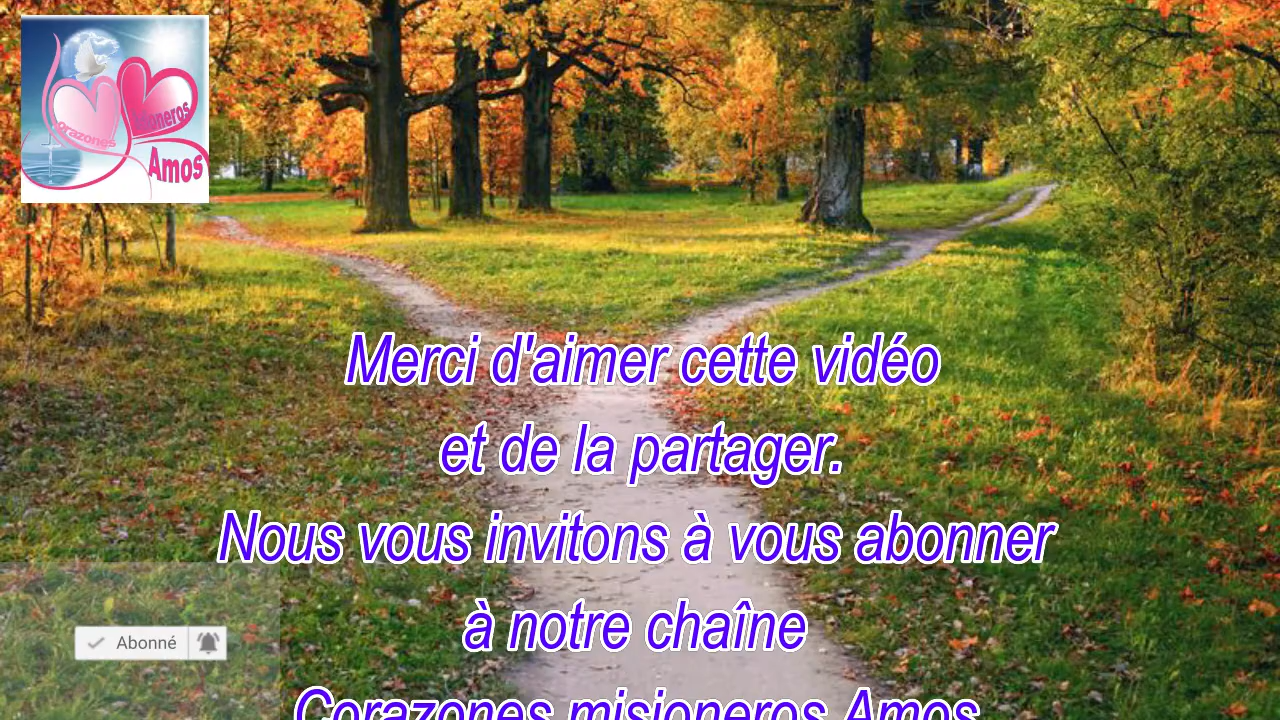 Corazones
Misioneros
Amos
Merci d'aimer cette vidéo
et de la partager.
Nous vous invitons à vous abonner
à notre chaîne
Abonné
Corazones misioneros Amos